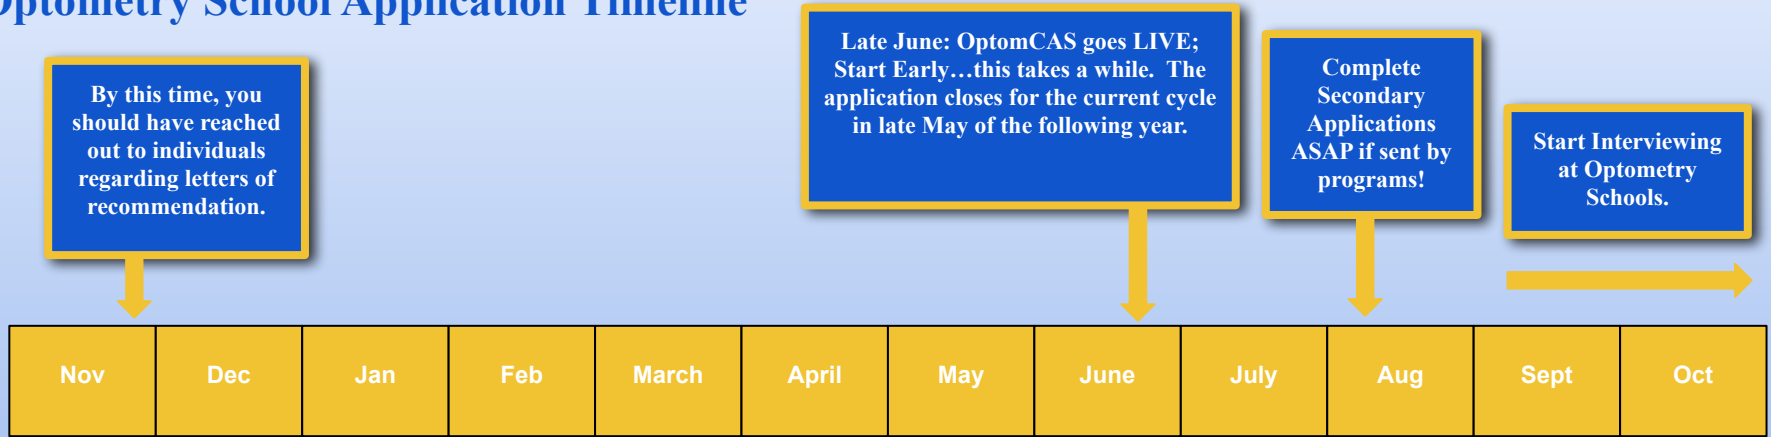 Optometry School Application Timeline
Late June: OptomCAS goes LIVE;
Start Early…this takes a while.  The
application closes for the current cycle
in late May of the following year.
Complete
Secondary
Applications
ASAP if sent by
programs!
By this time, you
should have reached
out to individuals
regarding letters of
recommendation.
Start Interviewing
at Optometry
Schools.
Nov Dec Jan Feb March April May June July Aug Sept Oct